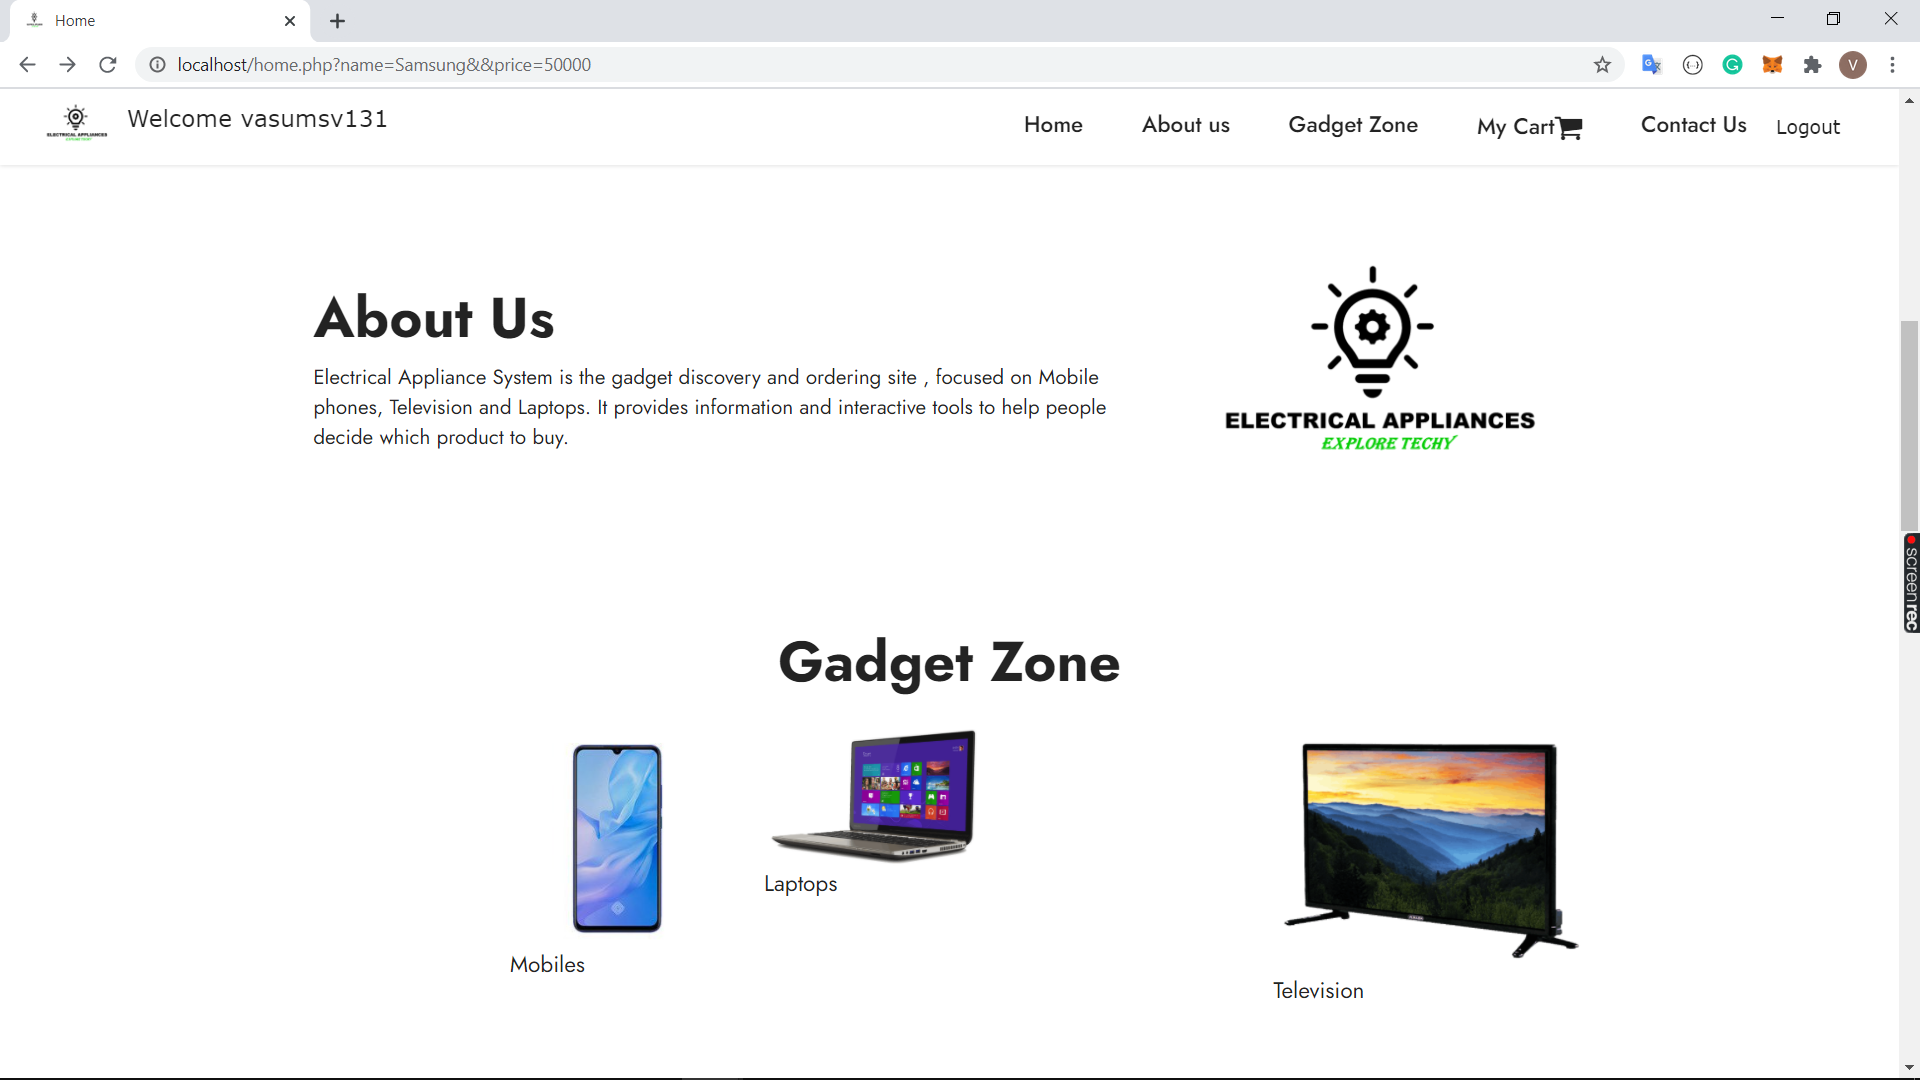 Home
localhost/home.php?name=Samsung&&price=50000
V
ELECTRICAL APPLIANCES
Welcome vasumsv131
Home
About us
Gadget Zone
My Cart
Contact Us
Logout
About Us
Electrical Appliance System is the gadget discovery and ordering site , focused on Mobile
phones, Television and Laptops. It provides information and interactive tools to help people
decide which product to buy.
ELECTRICAL APPLIANCES
EXPLORE TECHY
screenrec
Gadget Zone
Laptops
Mobiles
Television